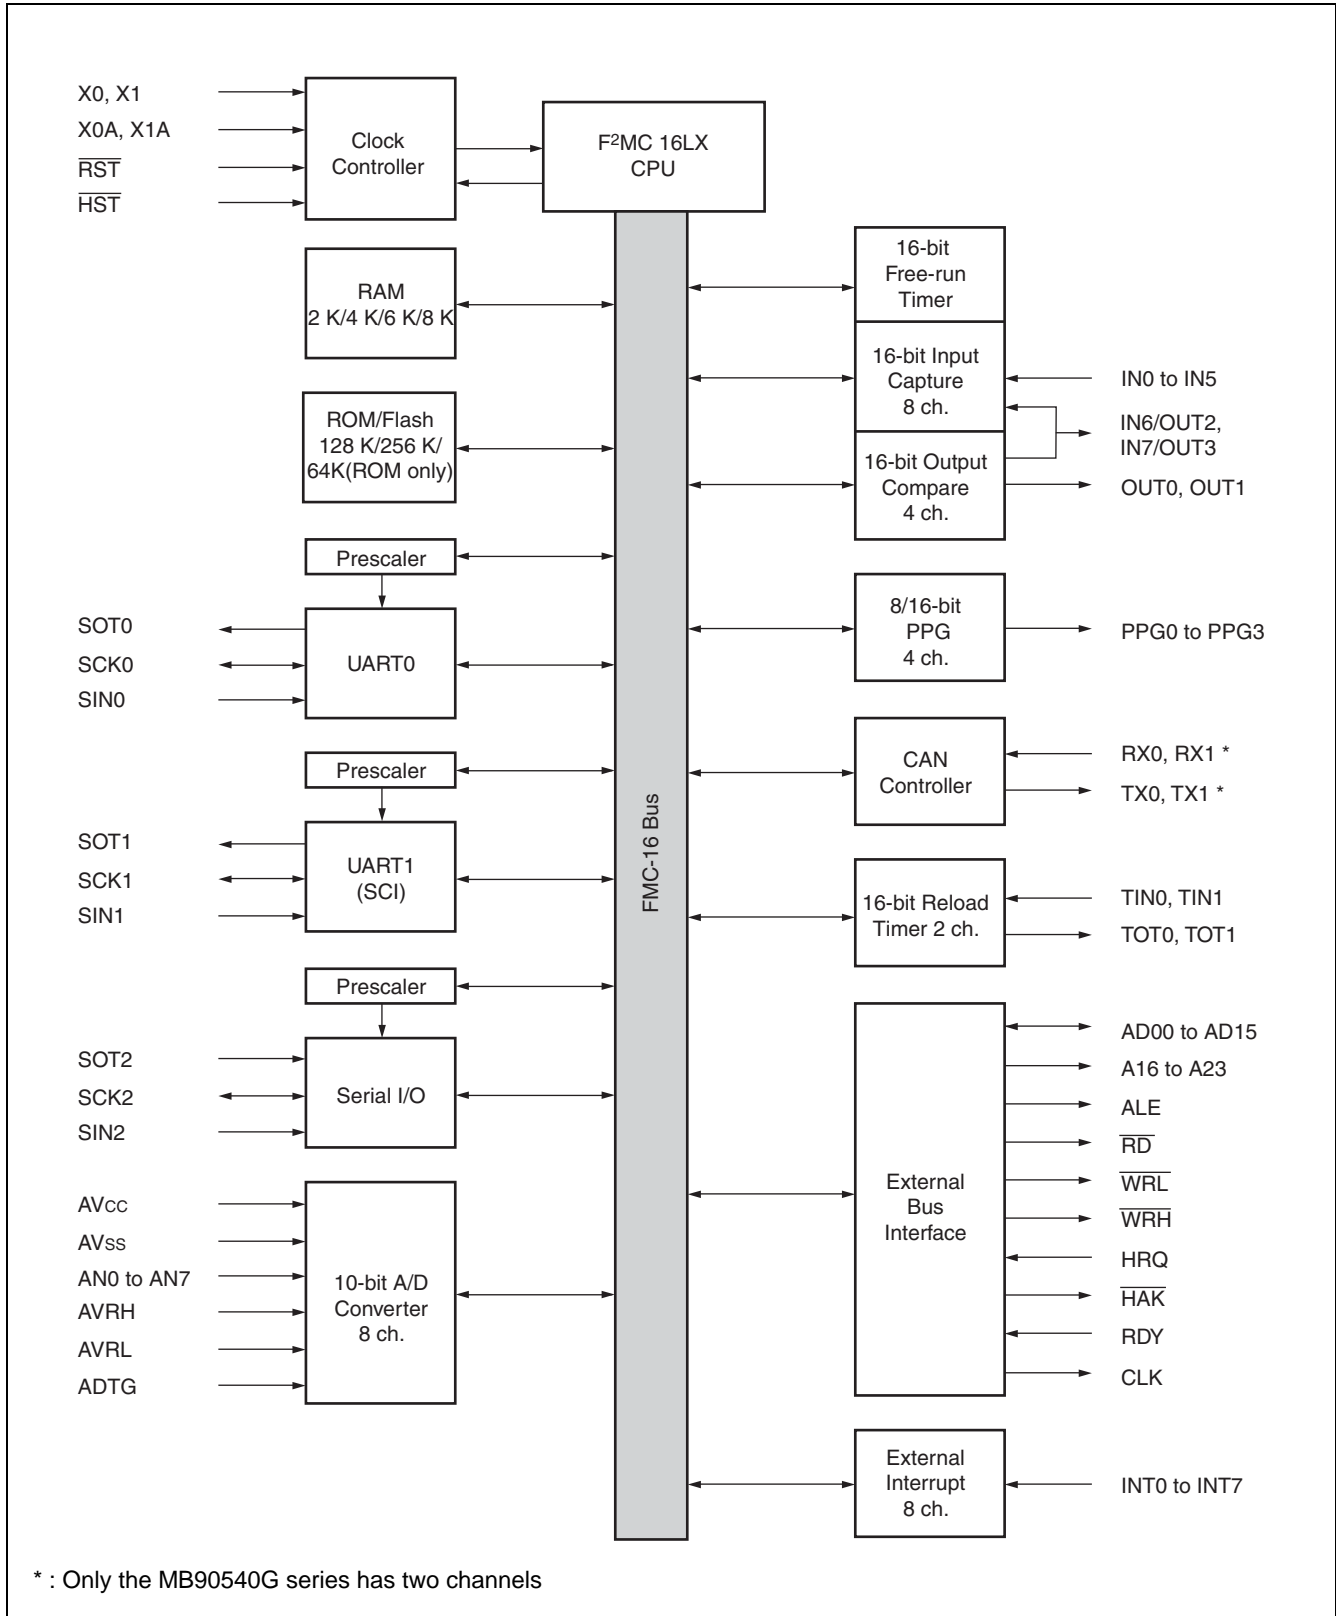 X0, X1
X0A, X1A
RST
HST
Clock
Controller
F²MC 16LX
CPU
RAM
2 K/4 K/6 K/8 K
ROM/Flash
128 K/256 K/
64K(ROM only)
Prescaler
SOT0
SCK0
SIN0
UART0
Prescaler
SOT1
SCK1
SIN1
UART1
(SCI)
Prescaler
SOT2
SCK2
SIN2
Serial I/O
AVCC
AVSS
AN0 to AN7
AVRH
AVRL
ADTG
10-bit A/D
Converter
8 ch.
FMC-16 Bus
16-bit
Free-run
Timer
16-bit Input
Capture
8 ch.
16-bit Output
Compare
4 ch.
IN0 to IN5
IN6/OUT2,
IN7/OUT3
OUT0, OUT1
8/16-bit
PPG
4 ch.
PPG0 to PPG3
CAN
Controller
RX0, RX1 *
TX0, TX1 *
16-bit Reload
Timer 2 ch.
TIN0, TIN1
TOT0, TOT1
External
Bus
Interface
AD00 to AD15
A16 to A23
ALE
RD
WRL
WRH
HRQ
HAK
RDY
CLK
External
Interrupt
8 ch.
INT0 to INT7
* : Only the MB90540G series has two channels